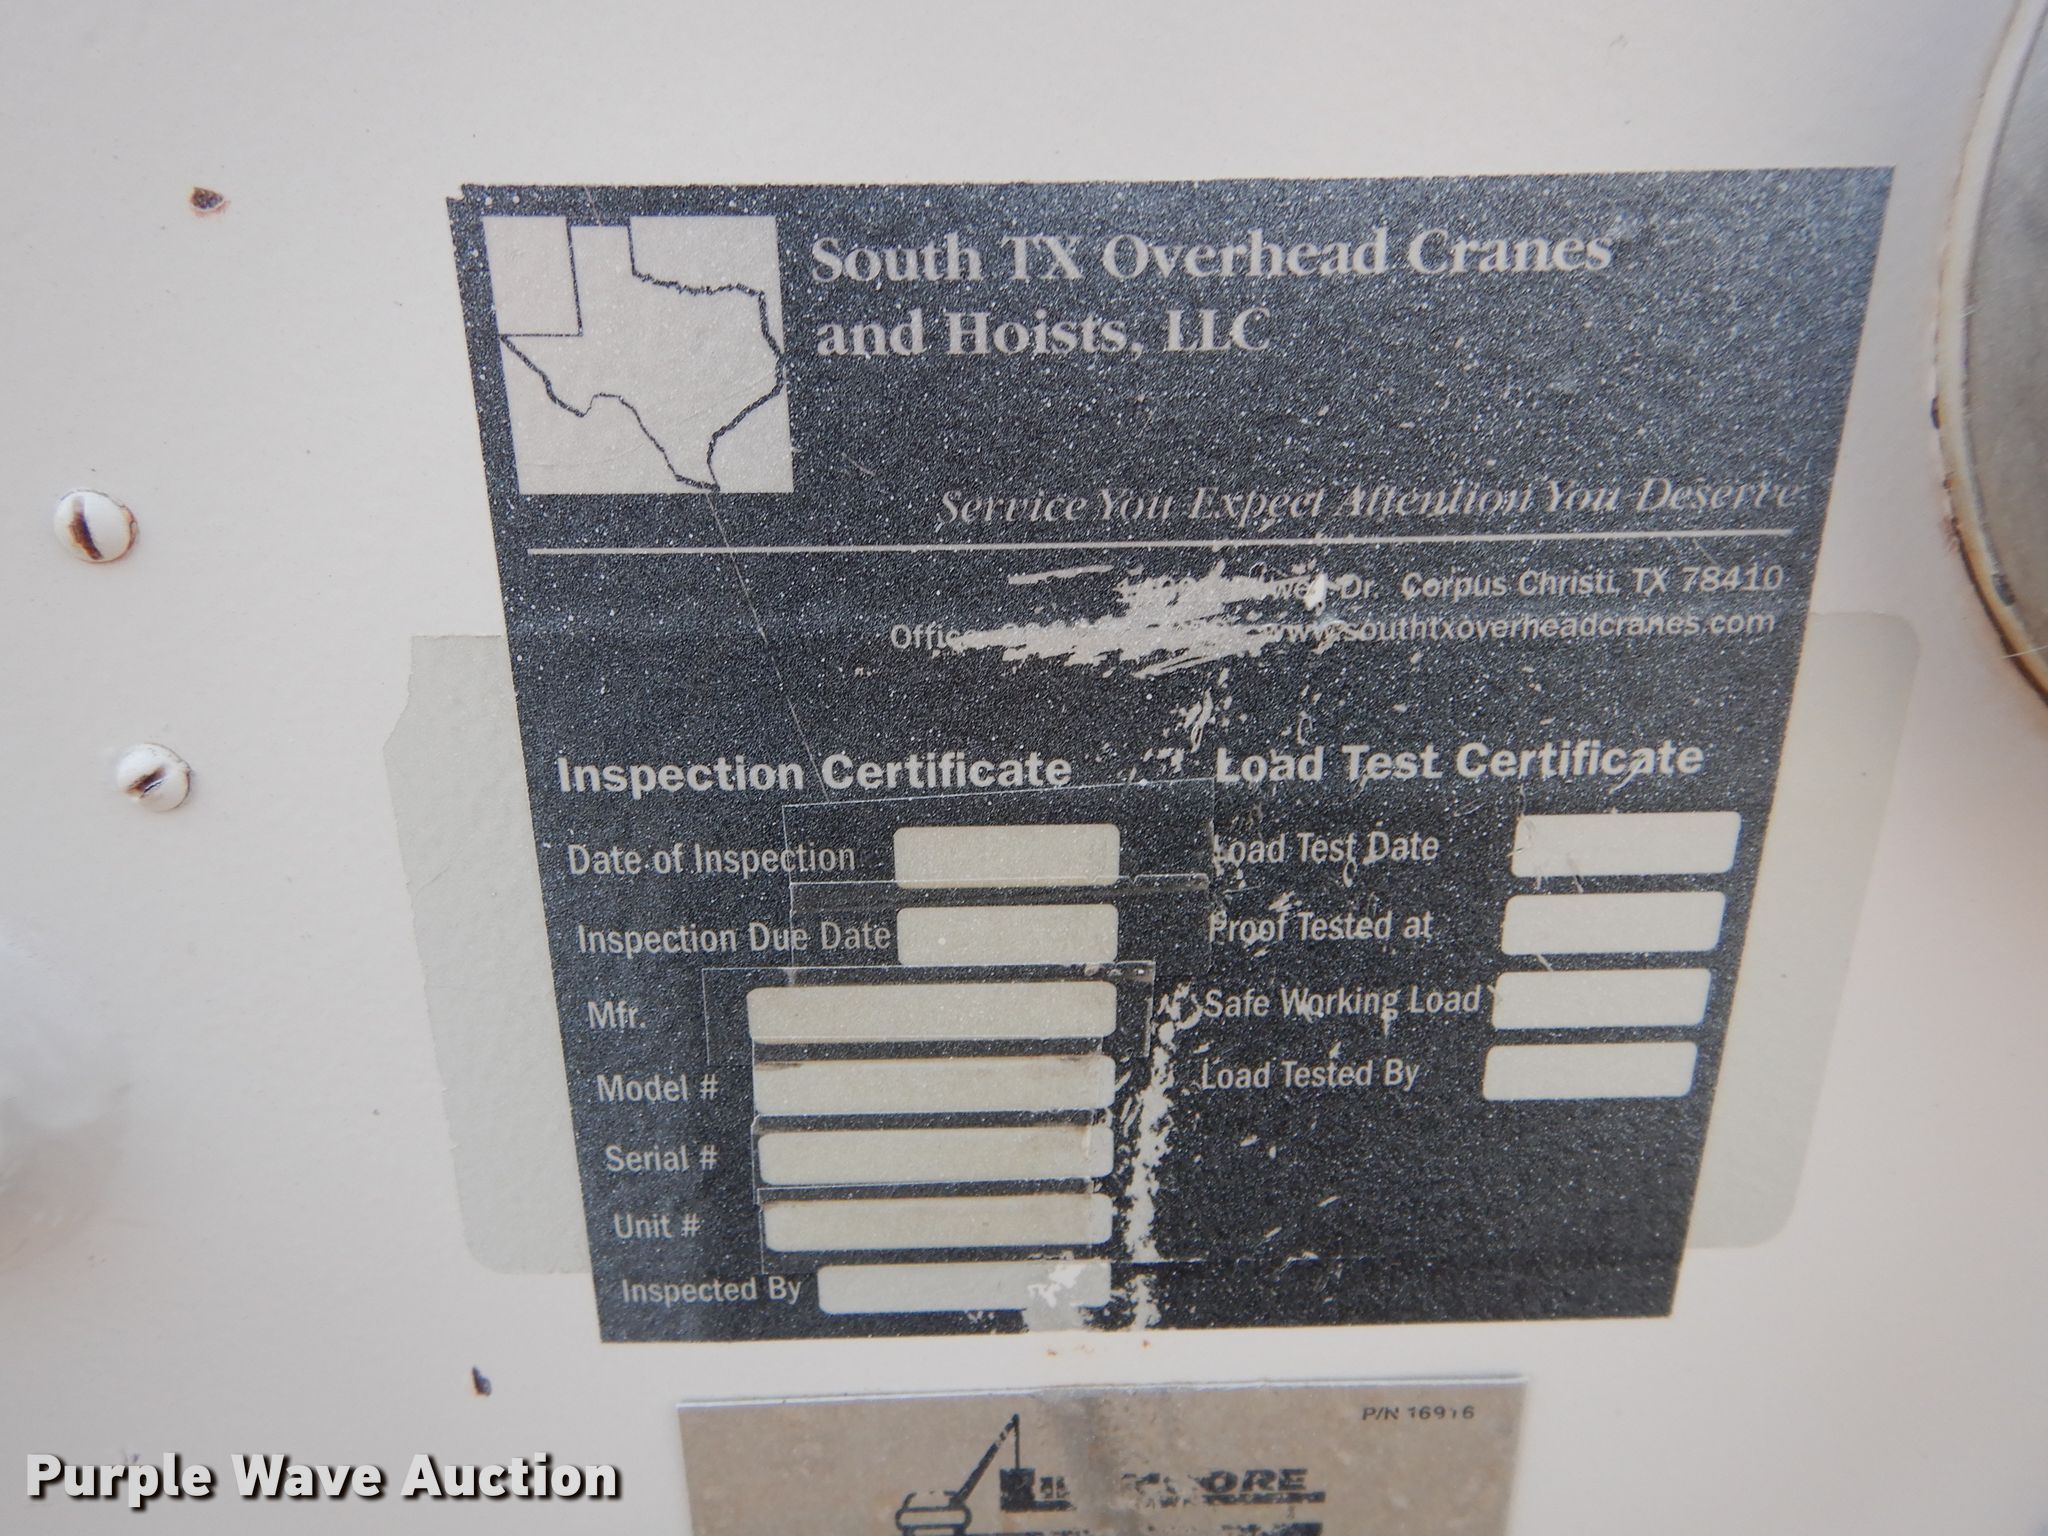 South TX Overhead Cranes
and Hoists, LLC
Service You Expect Attention You Deserve
Dr. Corpus Christi, TX 78410
www.southtxoverheadcranes.com
Inspection Certificate
Date of Inspection
Inspection Due Date
Mfr.
Model #
Serial #
Unit #
Inspected By
Load Test Certificate
Load Test Date
Proof Tested at
Safe Working Load
Load Tested By
P/N 16916
Purple Wave Auction